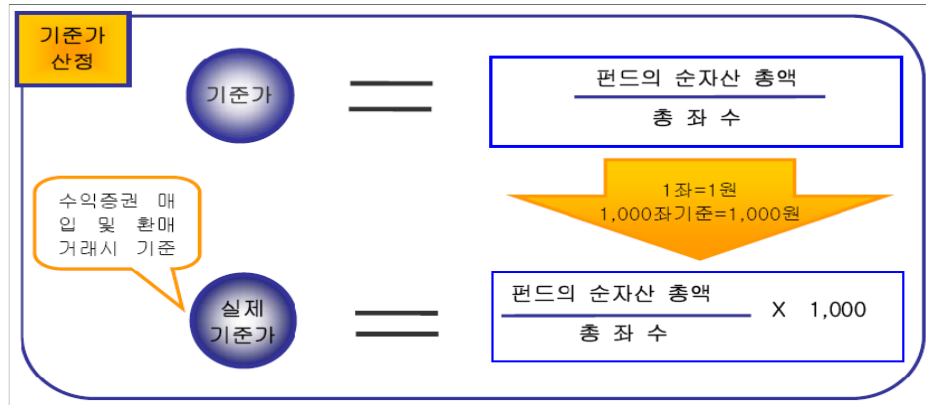 기준가
산정
기준가
펀드의 순자산 총액
총 좌 수
1좌=1원
1,000좌기준=1,000원
수익증권 매
입 및 환매
거래시 기준
실제
기준가
펀드의 순자산 총액
총 좌 수
X 1,000